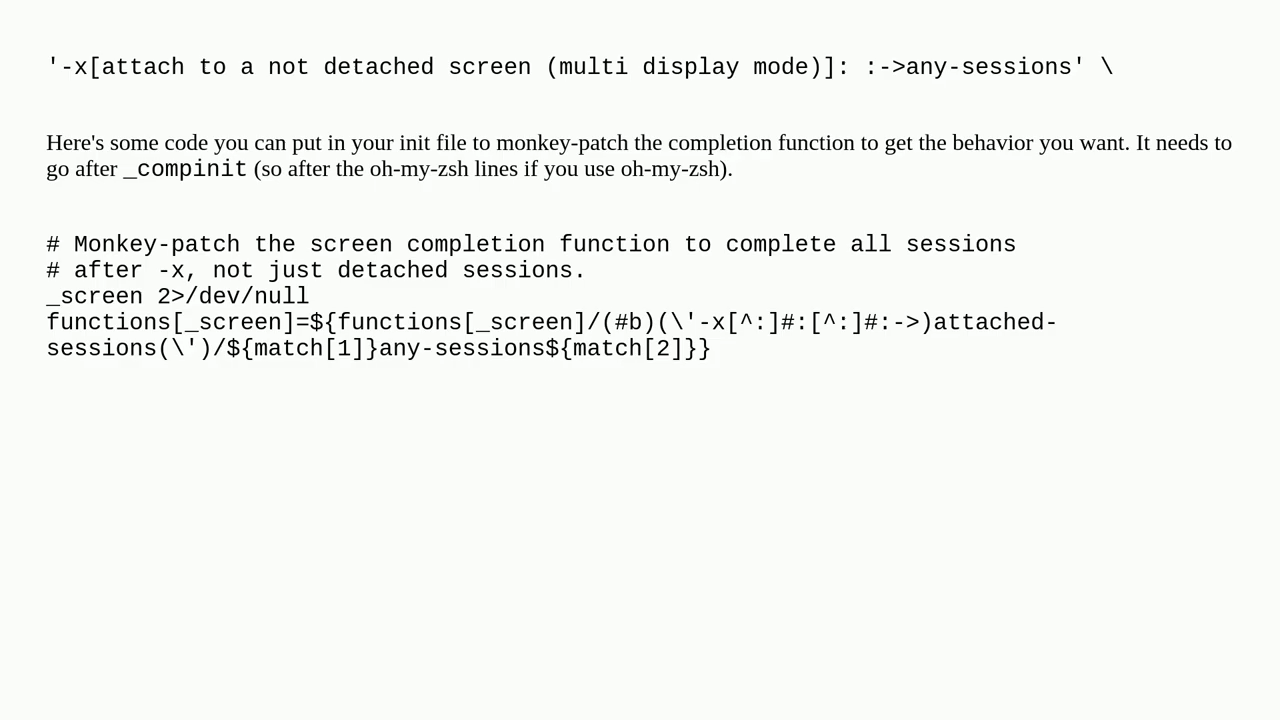 '-x[attach to a not detached screen (multi display mode)]: :->any-sessions' \
Here's some code you can put in your init file to monkey-patch the completion function to get the behavior you want. It needs to
go after _compinit (so after the oh-my-zsh lines if you use oh-my-zsh).
# Monkey-patch the screen completion function to complete all sessions
# after -x, not just detached sessions.
_screen 2>/dev/null
functions[_screen]=${functions[_screen]/(#b)(\'-x[^:]#:[^:]#:->)attached-
sessions(\')/${match[1]}any-sessions${match[2]}}